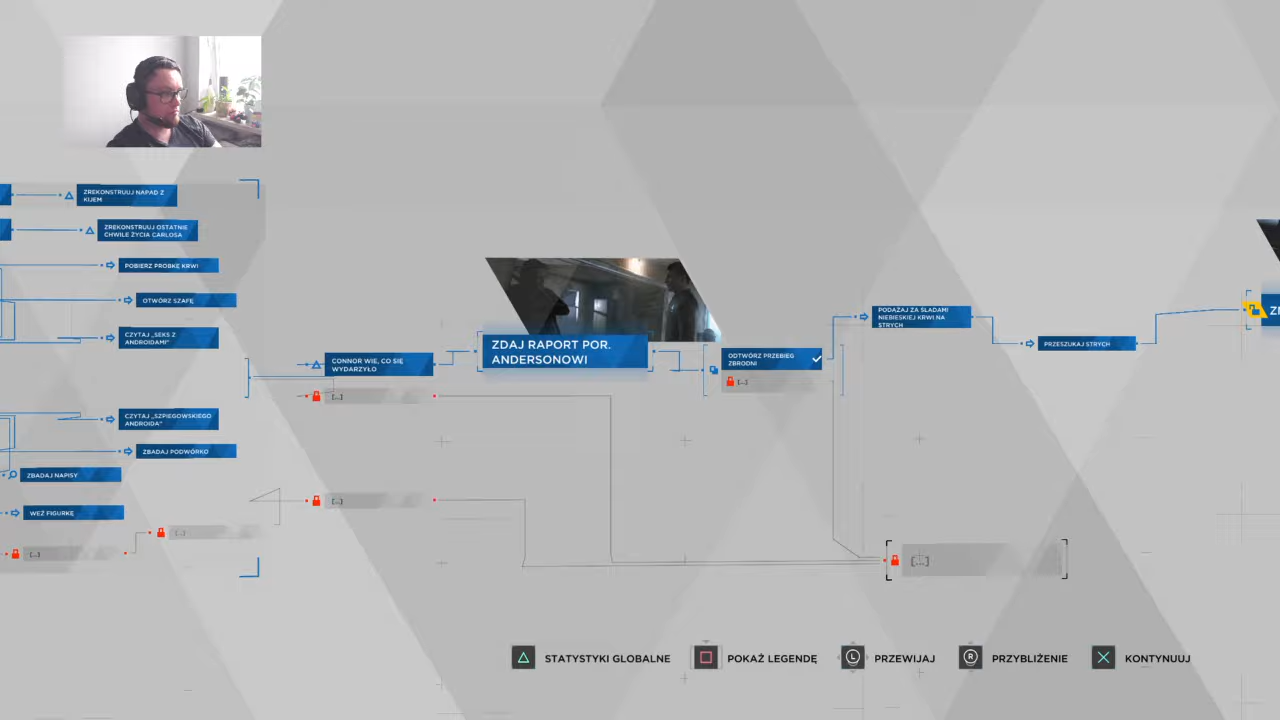 ZREKONSTRUUJ NAPAD Z
KIJEM
ZREKONSTRUUJ OSTATNIE
CHWILE ŻYCIA CARLOSA
POBIERZ PRÓBKĘ KRWI
OTWÓRZ SZAFĘ
CZYTAJ „SEKS Z
ANDROIDAMI”
CONNOR WIE, CO SIĘ
WYDARZYŁO
[...]
ZDAJ RAPORT POR.
ANDERSONOWI
ODTWÓRZ PRZEBIEG
ZBRODNI
[...]
PODĄŻAJ ZA ŚLADAMI
NIEBIESKIEJ KRWI NA
STRYCH
PRZESZUKAJ STRYCH
CZYTAJ „SZPIEGOWSKIEGO
ANDROIDA”
ZBADAJ PODWÓRKO
ZBADAJ NAPISY
WEŹ FIGURKĘ
[...]
[...]
[...]
[...]
STATYSTYKI GLOBALNE
POKAŻ LEGENDĘ
L
PRZEWIJAJ
R
PRZYBLIŻENIE
KONTYNUUJ